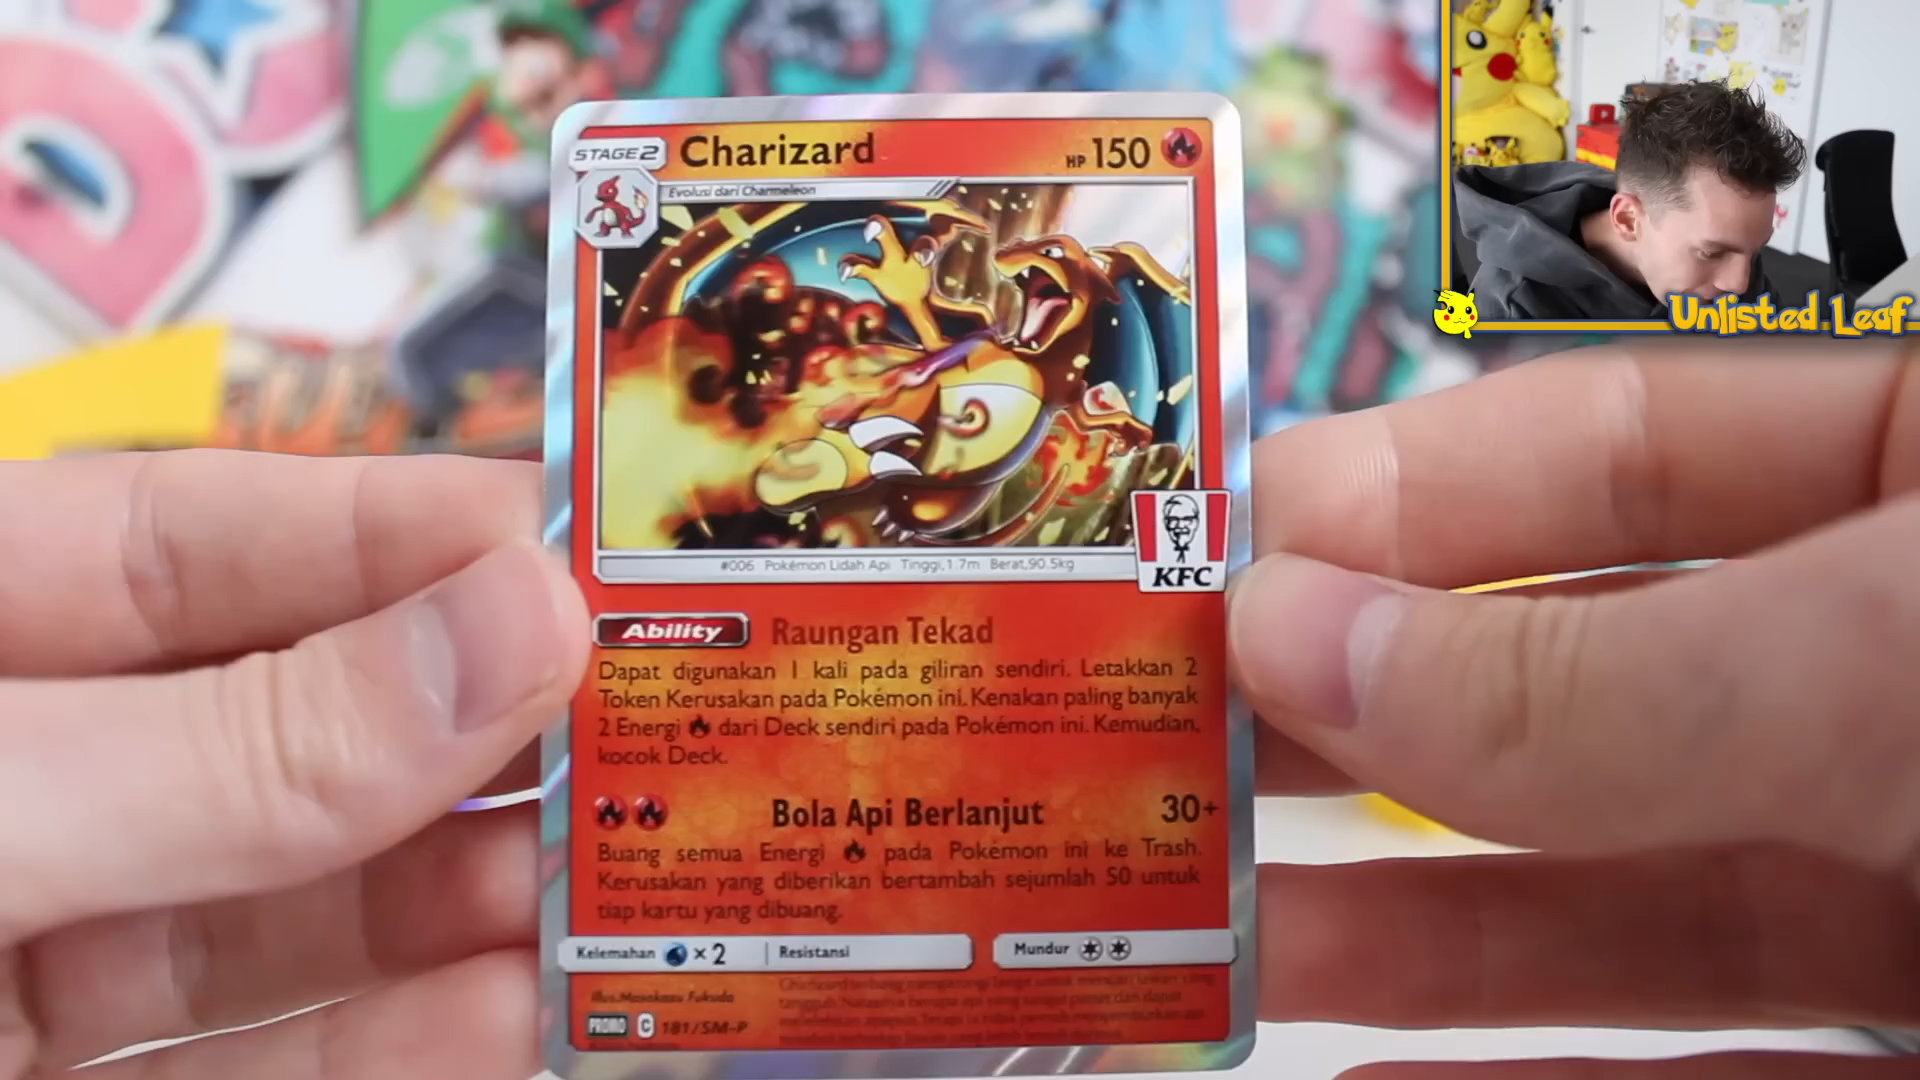 STAGE2 Charizard HP 150
Evolusi dari Charmeleon
#006 Pokémon Lidah Api Tinggi,1.7m Berat,90.5kg
KFC
Ability Raungan Tekad
Dapat digunakan 1 kali pada giliran sendiri. Letakkan 2
Token Kerusakan pada Pokémon ini. Kenakan paling banyak
2 Energi dari Deck sendiri pada Pokémon ini. Kemudian,
kocok Deck.
Bola Api Berlanjut 30+
Buang semua Energi pada Pokémon ini ke Trash.
Kerusakan yang diberikan bertambah sejumlah 50 untuk
tiap kartu yang dibuang.
Kelemahan ×2 Resistansi Mundur
Illus.Masakazu Fukuda
PROMO C 181/SM-P
Unlisted Leaf